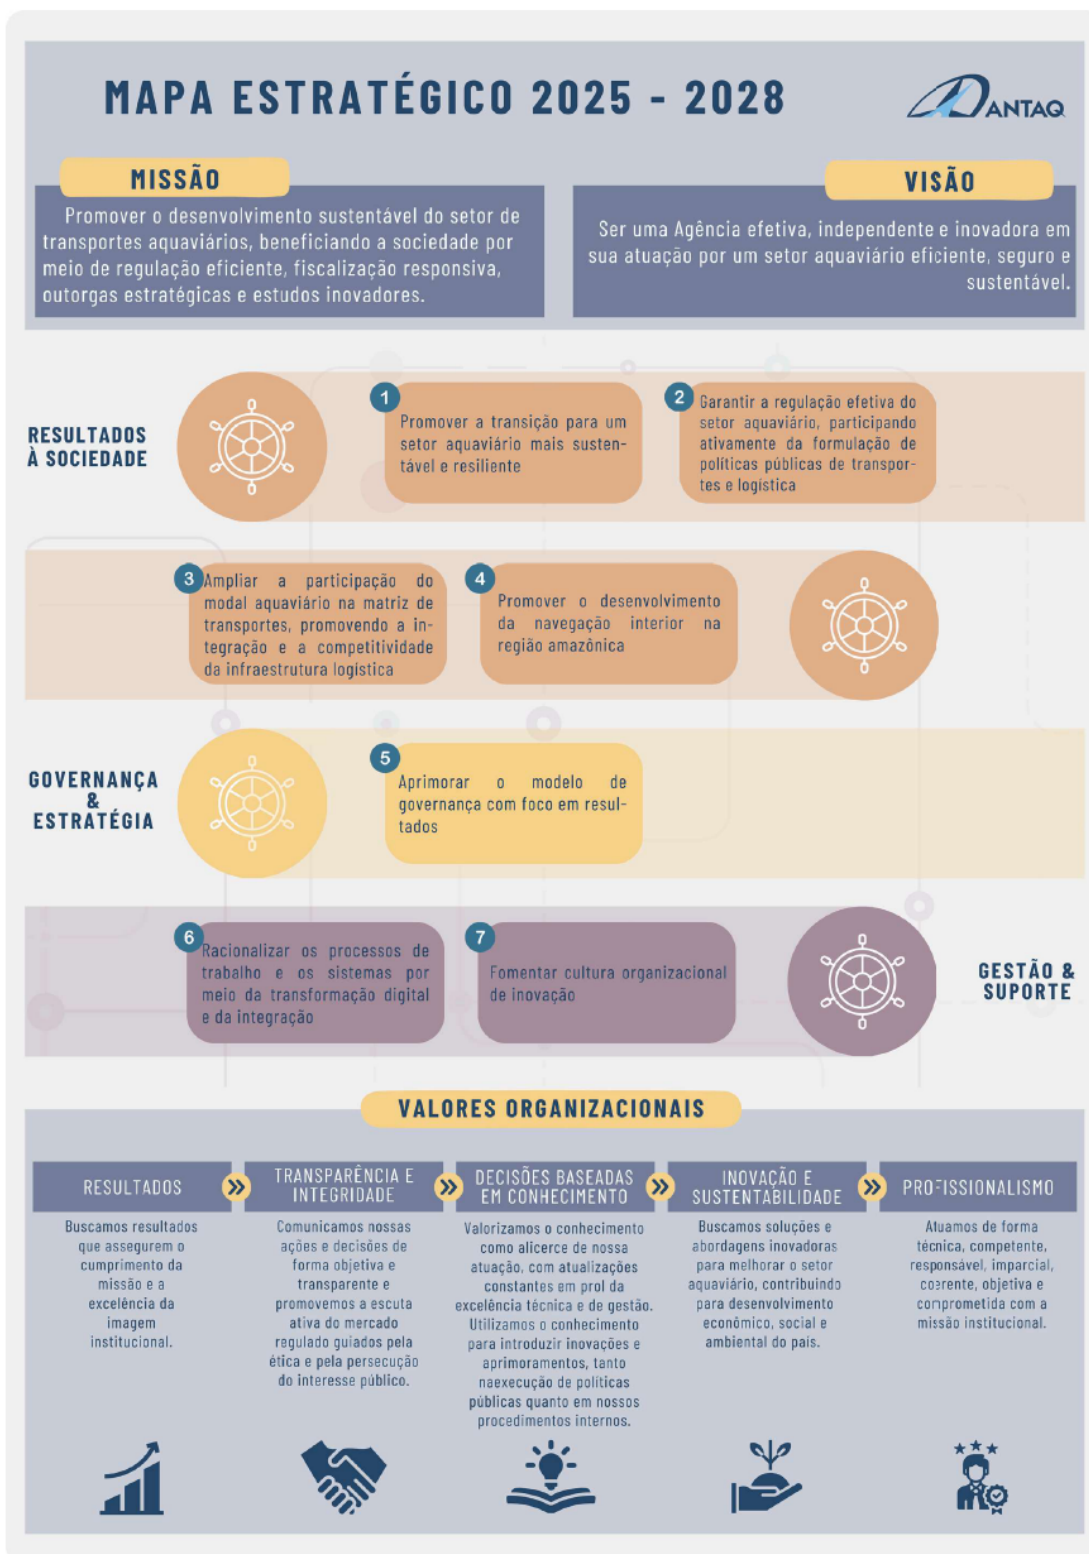 MAPA ESTRATÉGICO 2025 - 2028
ANTAQ
MISSÃO
Promover o desenvolvimento sustentável do setor de
transportes aquaviários, beneficiando a sociedade por
meio de regulação eficiente, fiscalização responsiva,
outorgas estratégicas e estudos inovadores.
VISÃO
Ser uma Agência efetiva, independente e inovadora em
sua atuação por um setor aquaviário eficiente, seguro e
sustentável.
RESULTADOS
À SOCIEDADE
1
Promover a transição para um
setor aquaviário mais susten-
tável e resiliente
2
Garantir a regulação efetiva do
setor aquaviário, participando
ativamente da formulação de
políticas públicas de transpor-
tes e logística
3
Ampliar a participação do
modal aquaviário na matriz de
transportes, promovendo a in-
tegração e a competitividade
da infraestrutura logística
4
Promover o desenvolvimento
da navegação interior na
região amazônica
GOVERNANÇA
&
ESTRATÉGIA
5
Aprimorar o modelo de
governança com foco em resul-
tados
6
Racionalizar os processos de
trabalho e os sistemas por
meio da transformação digital
e da integração
7
Fomentar cultura organizacional
de inovação
GESTÃO &
SUPORTE
VALORES ORGANIZACIONAIS
RESULTADOS
Buscamos resultados
que assegurem o
cumprimento da
missão e a
excelência da
imagem
institucional.
TRANSPARÊNCIA E
INTEGRIDADE
Comunicamos nossas
ações e decisões de
forma objetiva e
transparente e
promovemos a escuta
ativa do mercado
regulado guiados pela
ética e pela persecução
do interesse público.
DECISÕES BASEADAS
EM CONHECIMENTO
Valorizamos o conhecimento
como alicerce de nossa
atuação, com atualizações
constantes em prol da
excelência técnica e de gestão.
Utilizamos o conhecimento
para introduzir inovações e
aprimoramentos, tanto
naexecução de políticas
públicas quanto em nossos
procedimentos internos.
INOVAÇÃO E
SUSTENTABILIDADE
Buscamos soluções e
abordagens inovadoras
para melhorar o setor
aquaviário, contribuindo
para desenvolvimento
econômico, social e
ambiental do país.
PROFISSIONALISMO
Atuamos de forma
técnica, competente,
responsável, imparcial,
coerente, objetiva e
comprometida com a
missão institucional.